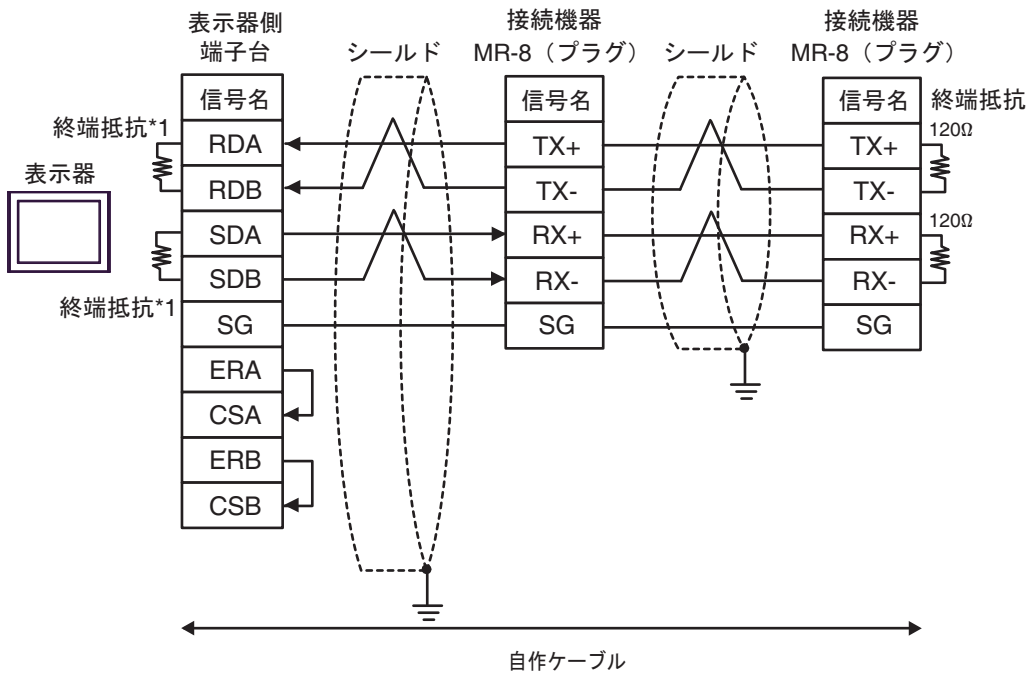 表示器側
端子台
シールド
接続機器
MR-8（プラグ）
シールド
接続機器
MR-8（プラグ）
終端抵抗
表示器
終端抵抗*1
終端抵抗*1
信号名
RDA
RDB
SDA
SDB
SG
ERA
CSA
ERB
CSB
信号名
TX+
TX-
RX+
RX-
SG
信号名
TX+
TX-
RX+
RX-
SG
120Ω
120Ω
自作ケーブル